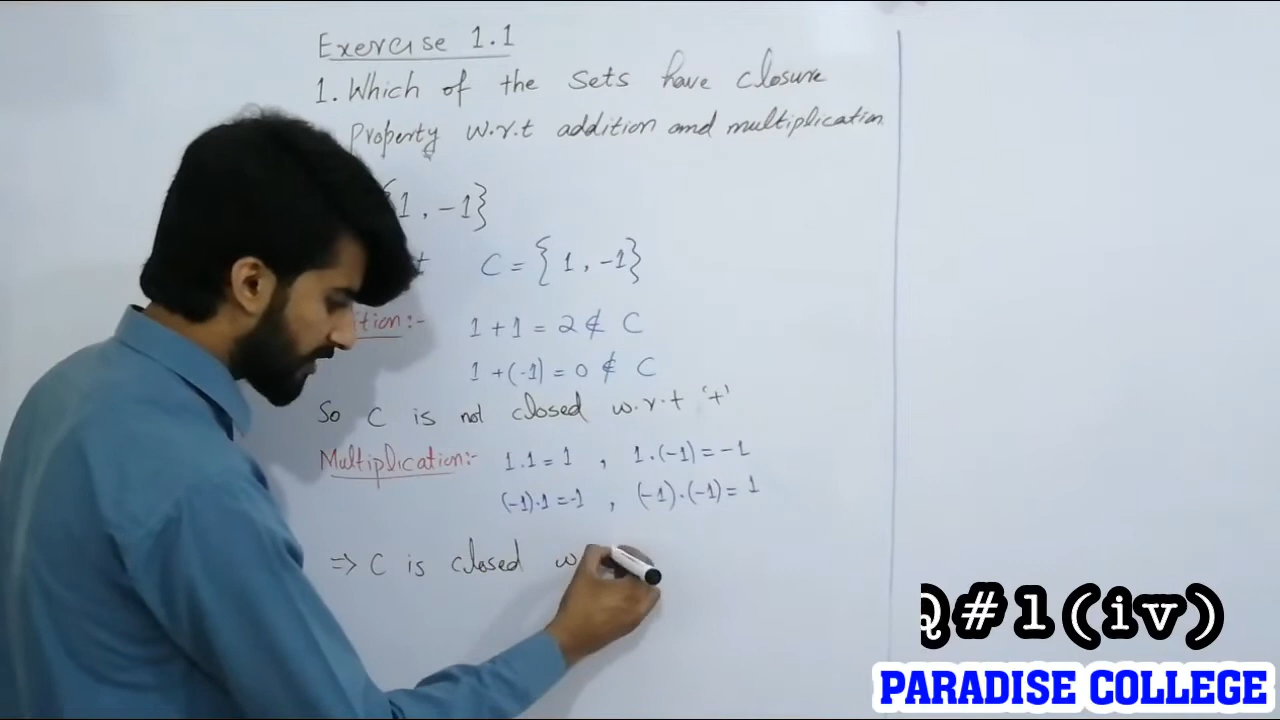 Exercise 1.1
1. Which of the sets have closure
Property w.r.t addition and multiplication
{1, -1}
C = {1, -1}
1 + 1 = 2 ∉ C
1 + (-1) = 0 ∉ C
So C is not closed w.r.t '+'
Multiplication:- 1.1 = 1 , 1.(-1) = -1
(-1).1 = -1 , (-1).(-1) = 1
⇒ C is closed w
Q#1(iv)
PARADISE COLLEGE